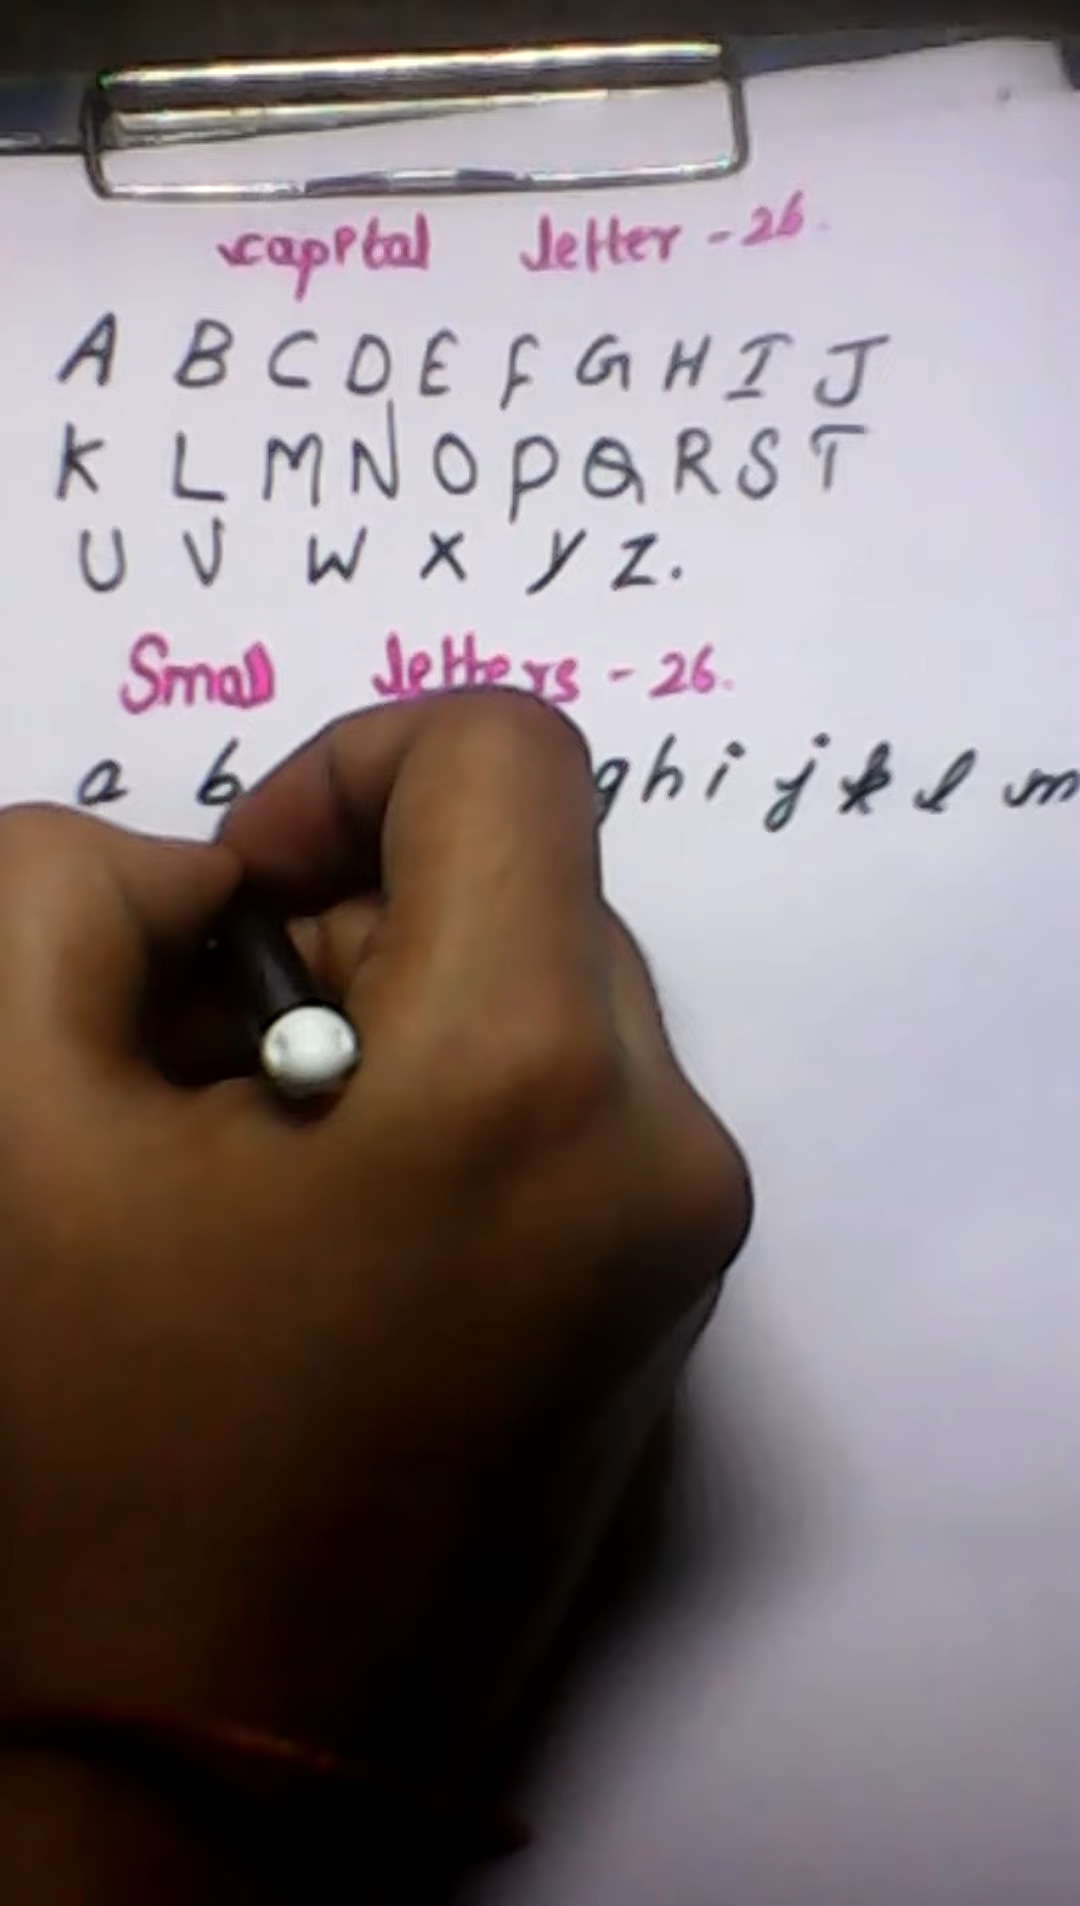 capital letter - 26.
A B C D E F G H I J
K L M N O P Q R S T
U V W X Y Z.
Small letters - 26.
a b g h i j k l m